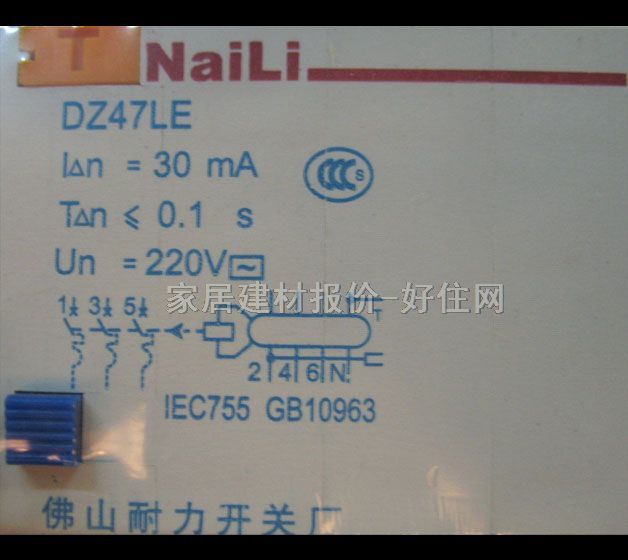 T
NaiLi
DZ47LE
I∆n = 30 mA
T∆n ≤ 0.1 s
Un = 220V ~
CCC S
家居建材报价-好住网
1 3 5
2 4 6 N
T
IEC755 GB10963
佛山耐力开关厂